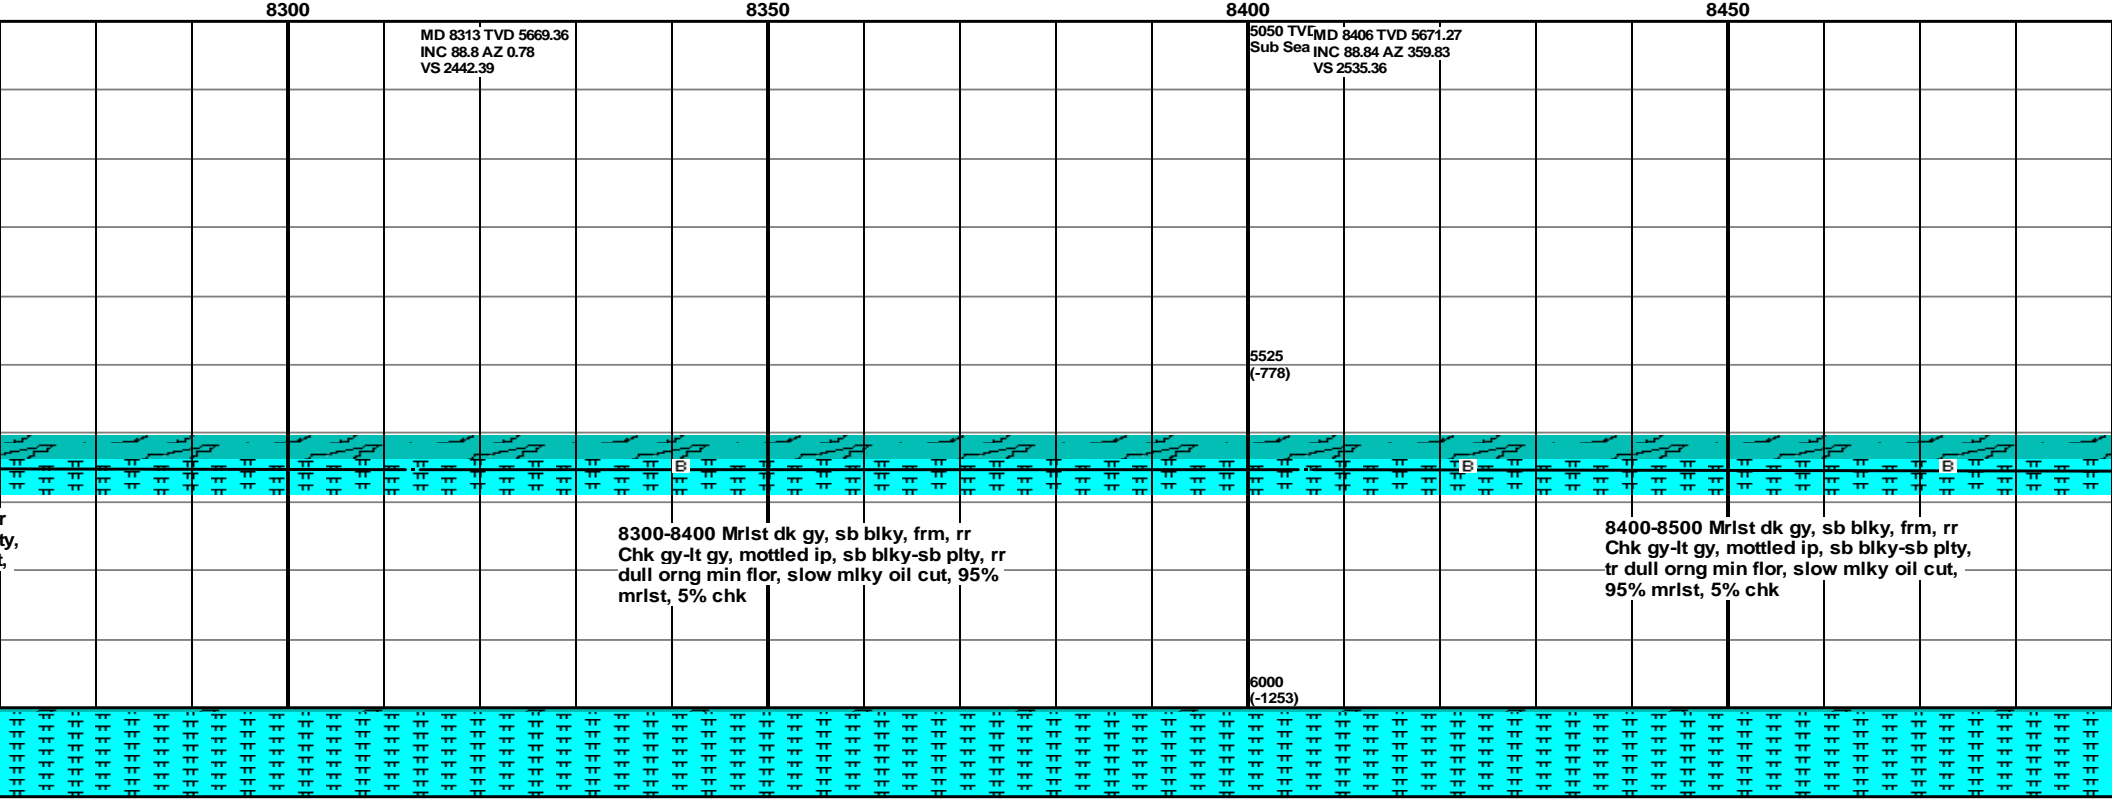 8300 8350 8400 8450
MD 8313 TVD 5669.36
INC 88.8 AZ 0.78
VS 2442.39
5050 TVD
Sub Sea
MD 8406 TVD 5671.27
INC 88.84 AZ 359.83
VS 2535.36
5525
(-778)
B B B
r
ty,
t,
8300-8400 Mrlst dk gy, sb blky, frm, rr
Chk gy-lt gy, mottled ip, sb blky-sb plty, rr
dull orng min flor, slow mlky oil cut, 95%
mrlst, 5% chk
8400-8500 Mrlst dk gy, sb blky, frm, rr
Chk gy-lt gy, mottled ip, sb blky-sb plty,
tr dull orng min flor, slow mlky oil cut,
95% mrlst, 5% chk
6000
(-1253)